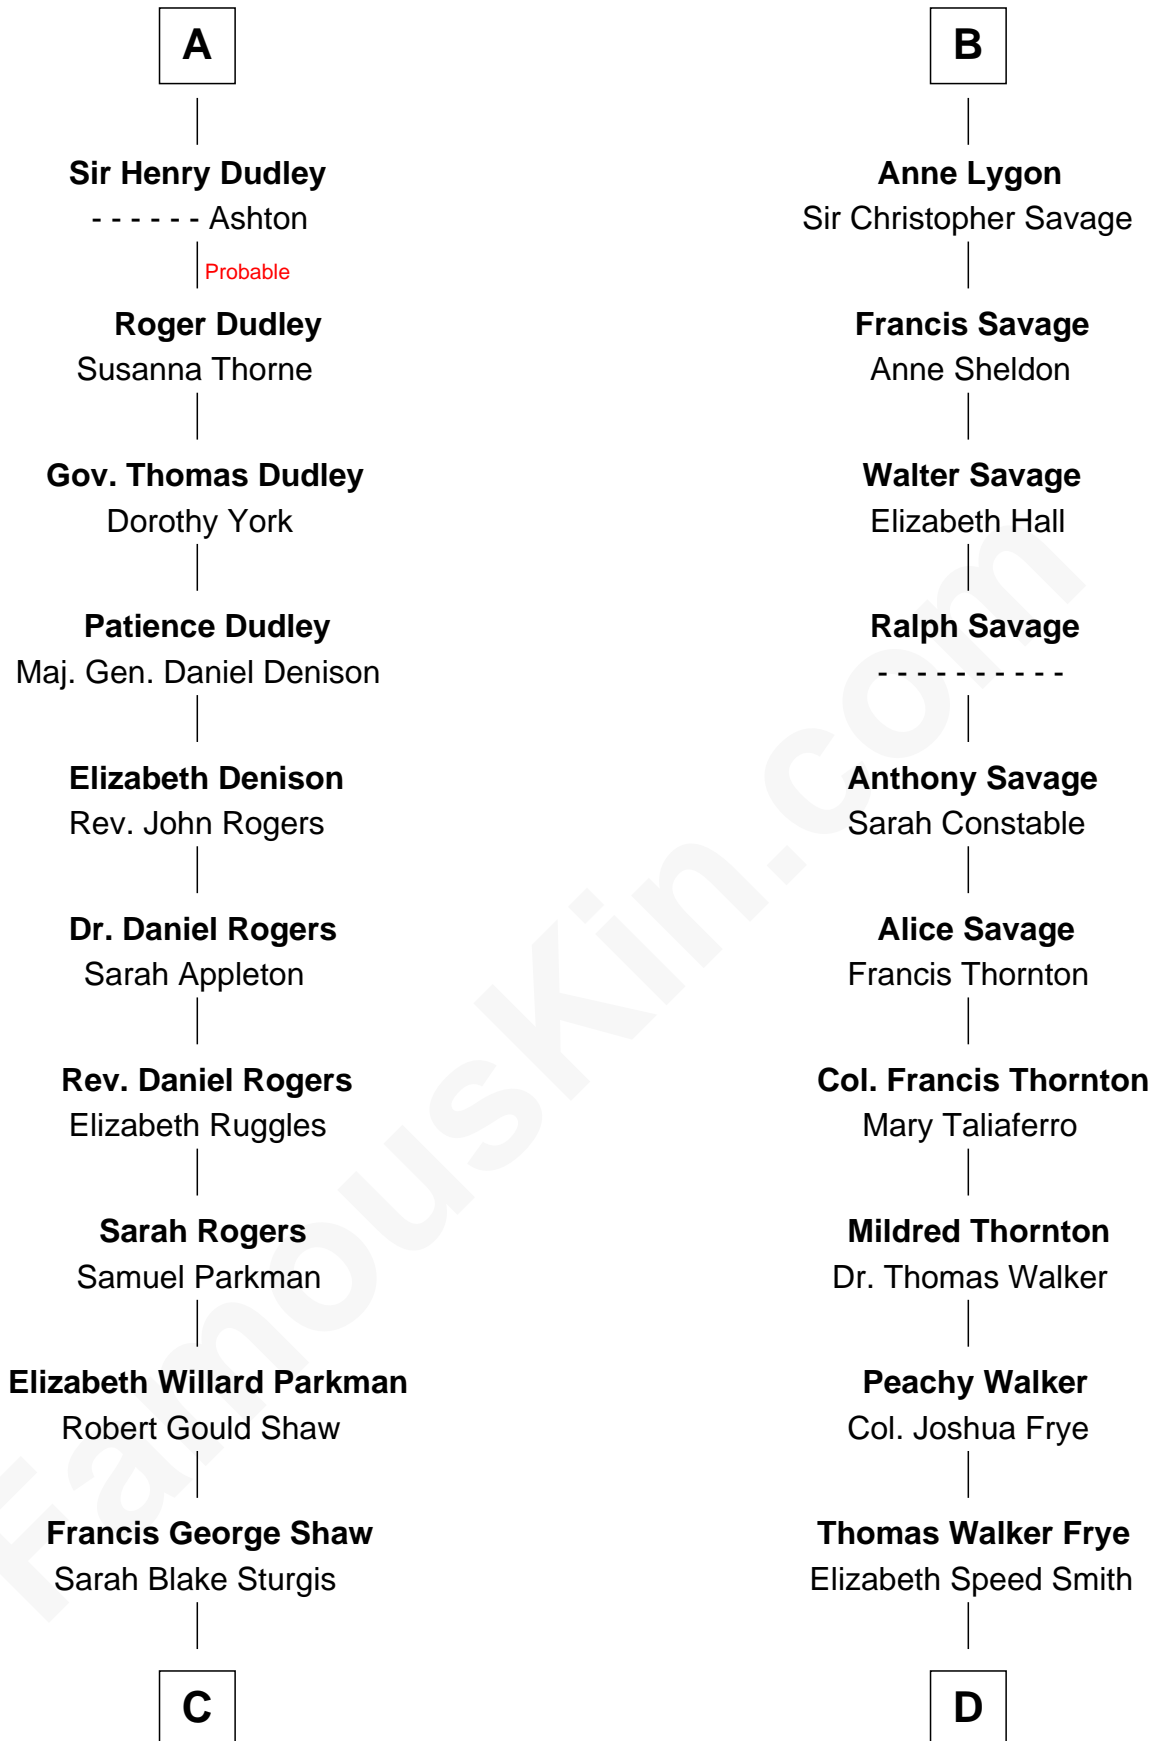 A
Sir Henry Dudley
- - - - - - Ashton
Probable
Roger Dudley
Susanna Thorne
Gov. Thomas Dudley
Dorothy York
Patience Dudley
Maj. Gen. Daniel Denison
Elizabeth Denison
Rev. John Rogers
Dr. Daniel Rogers
Sarah Appleton
Rev. Daniel Rogers
Elizabeth Ruggles
Sarah Rogers
Samuel Parkman
Elizabeth Willard Parkman
Robert Gould Shaw
Francis George Shaw
Sarah Blake Sturgis
C
B
Anne Lygon
Sir Christopher Savage
Francis Savage
Anne Sheldon
Walter Savage
Elizabeth Hall
Ralph Savage
- - - - - - - - - -
Anthony Savage
Sarah Constable
Alice Savage
Francis Thornton
Col. Francis Thornton
Mary Taliaferro
Mildred Thornton
Dr. Thomas Walker
Peachy Walker
Col. Joshua Frye
Thomas Walker Frye
Elizabeth Speed Smith
D
FamousKin.com